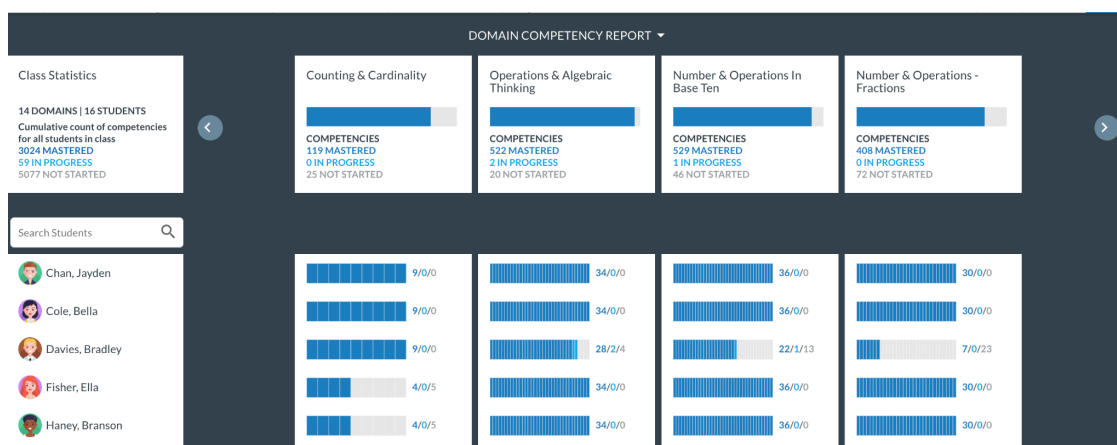 DOMAIN COMPETENCY REPORT
Class Statistics
14 DOMAINS | 16 STUDENTS
Cumulative count of competencies
for all students in class
3024 MASTERED
59 IN PROGRESS
5077 NOT STARTED
Counting & Cardinality
COMPETENCIES
119 MASTERED
0 IN PROGRESS
25 NOT STARTED
Operations & Algebraic
Thinking
COMPETENCIES
522 MASTERED
2 IN PROGRESS
20 NOT STARTED
Number & Operations In
Base Ten
COMPETENCIES
529 MASTERED
1 IN PROGRESS
46 NOT STARTED
Number & Operations -
Fractions
COMPETENCIES
408 MASTERED
0 IN PROGRESS
72 NOT STARTED
Search Students
Chan, Jayden 9/0/0 34/0/0 36/0/0 30/0/0
Cole, Bella 9/0/0 34/0/0 36/0/0 30/0/0
Davies, Bradley 9/0/0 28/2/4 22/1/13 7/0/23
Fisher, Ella 4/0/5 34/0/0 36/0/0 30/0/0
Haney, Branson 4/0/5 34/0/0 36/0/0 30/0/0